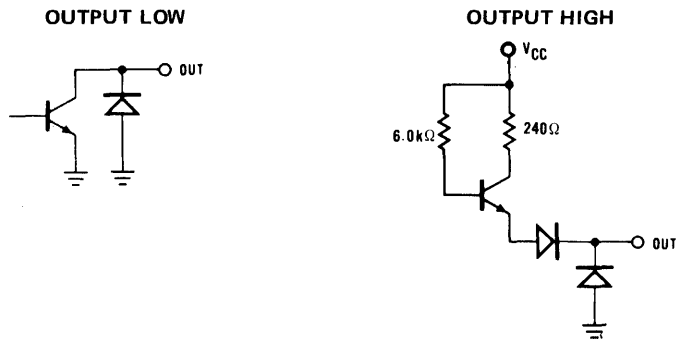 OUTPUT LOW
OUT
OUTPUT HIGH
VCC
6.0kΩ
240Ω
OUT